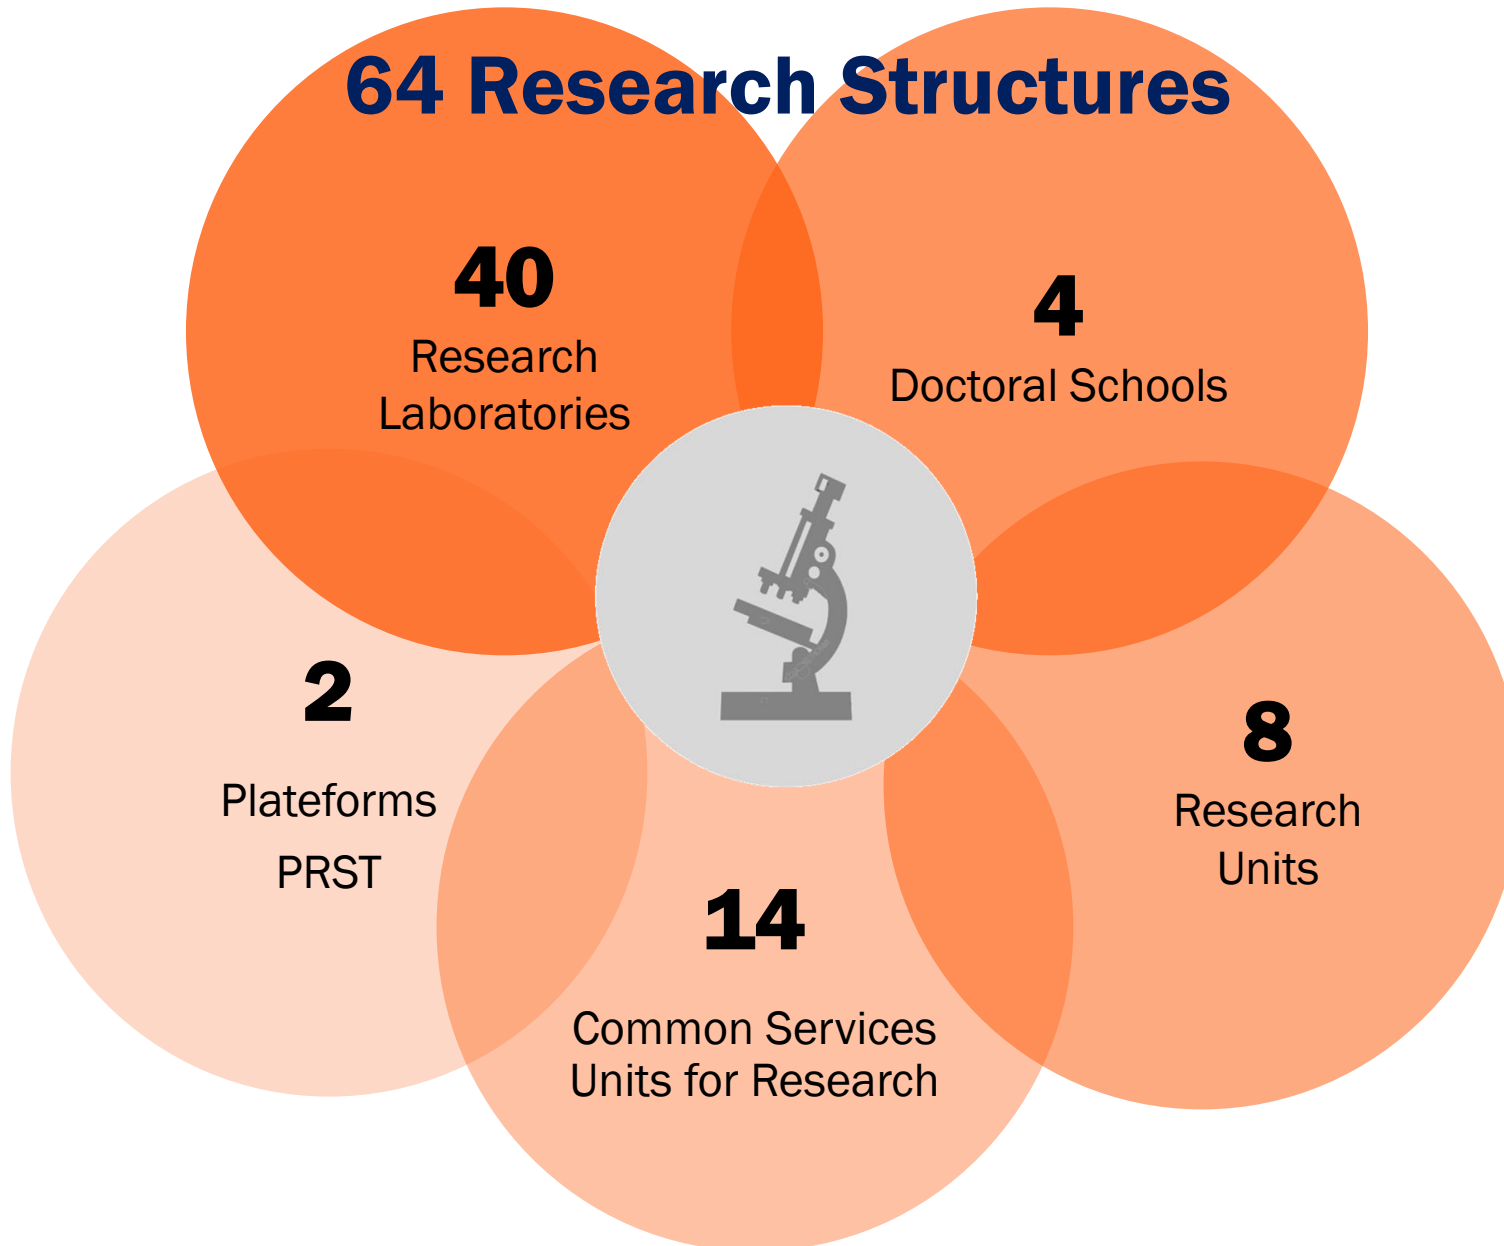 64 Research Structures
40
Research
Laboratories
4
Doctoral Schools
2
Plateforms
PRST
8
Research
Units
14
Common Services
Units for Research